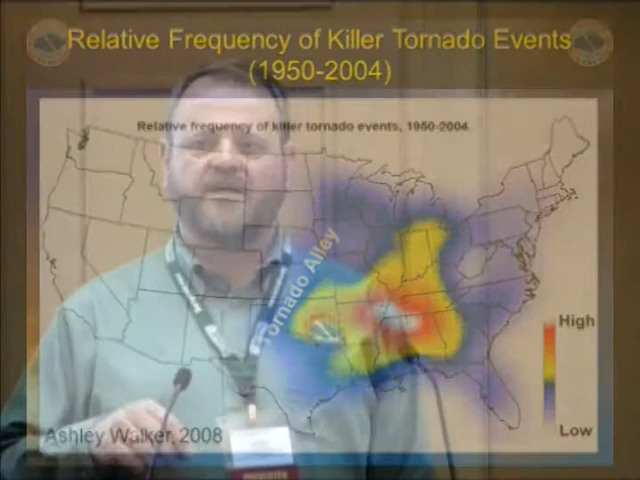 Relative Frequency of Killer Tornado Events
(1950-2004)
Relative frequency of killer tornado events, 1950-2004
Tornado Alley
High
Low
Ashley Walker, 2008